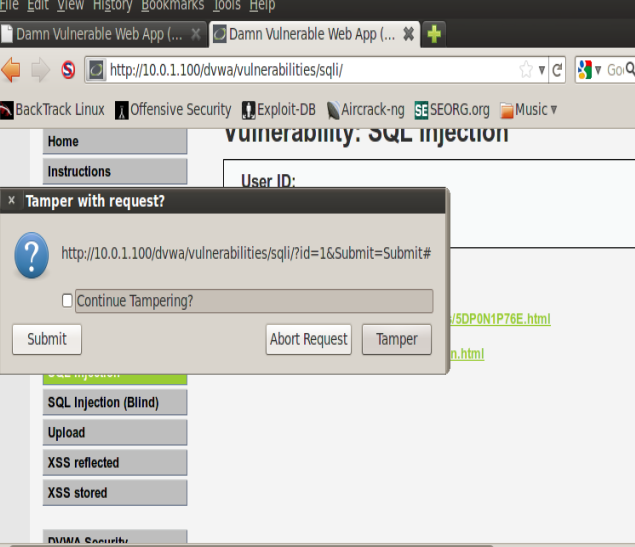 File Edit View History Bookmarks Tools Help
Damn Vulnerable Web App (... Damn Vulnerable Web App (...
http://10.0.1.100/dvwa/vulnerabilities/sqli/
BackTrack Linux Offensive Security Exploit-DB Aircrack-ng SEORG.org Music
Home
Instructions
Vulnerability: SQL Injection
User ID:
Tamper with request?
http://10.0.1.100/dvwa/vulnerabilities/sqli/?id=1&Submit=Submit#
Continue Tampering?
Submit Abort Request Tamper
/5DP0N1P76E.html
n.html
SQL Injection
SQL Injection (Blind)
Upload
XSS reflected
XSS stored
DVWA Security